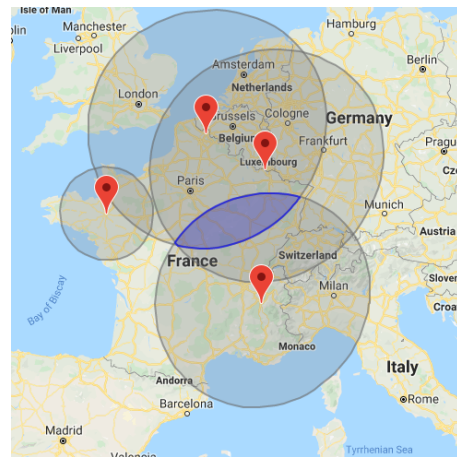 Isle of Man
Manchester
Liverpool
Hamburg
Berlin
Amsterdam
Netherlands
London
Brussels
Cologne
Germany
Belgiu
Frankfurt
Luxembourg
Paris
Munich
Austria
France
Switzerland
Milan
Bay of Biscay
Monaco
Italy
Andorra
Barcelona
Rome
Madrid
Tyrrhenian Sea